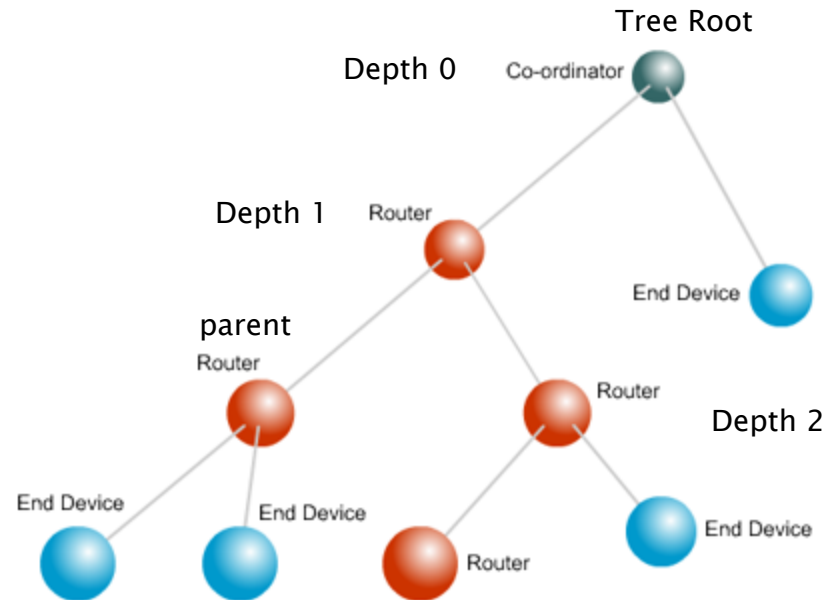 Tree Root
Depth 0
Co-ordinator
Depth 1
Router
End Device
parent
Router
Router
Depth 2
End Device
End Device
Router
End Device